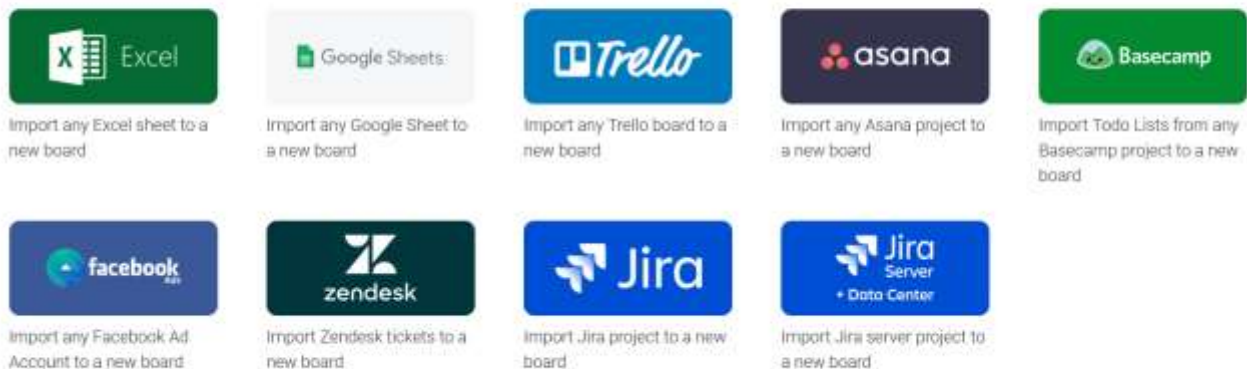 Excel
Google Sheets
Trello
asana
Basecamp
Import any Excel sheet to a
new board
Import any Google Sheet to
a new board
Import any Trello board to a
new board
Import any Asana project to
a new board
Import Todo Lists from any
Basecamp project to a new
board
facebook
Ads
zendesk
Jira
Jira
Server
+ Data Center
Import any Facebook Ad
Account to a new board
Import Zendesk tickets to a
new board
Import Jira project to a new
board
Import Jira server project to
a new board